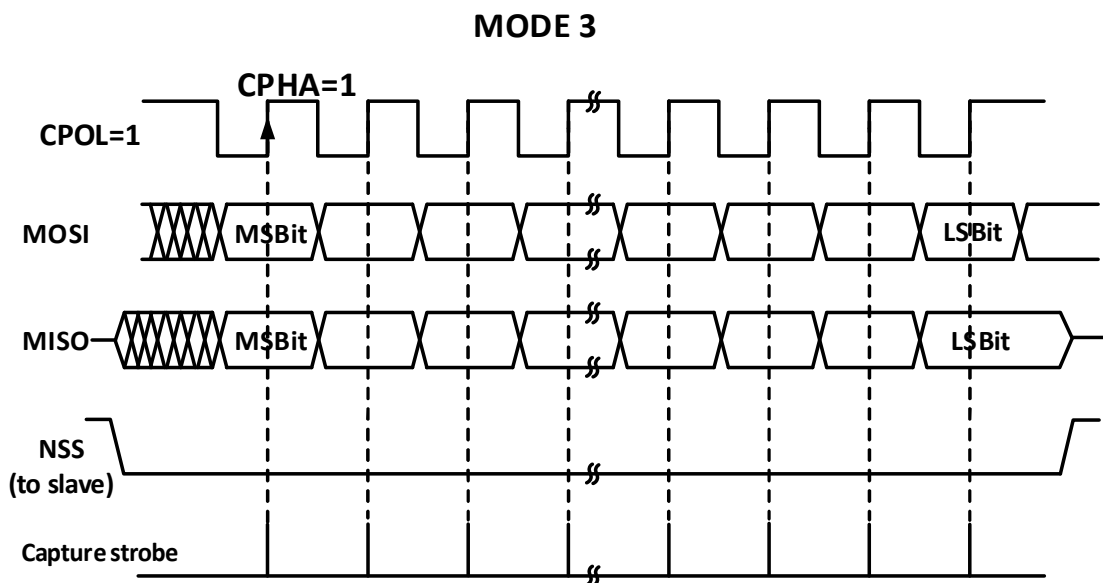 MODE 3
CPHA=1
CPOL=1
MOSI
MSBit
LSBit
MISO
MSBit
LSBit
NSS
(to slave)
Capture strobe